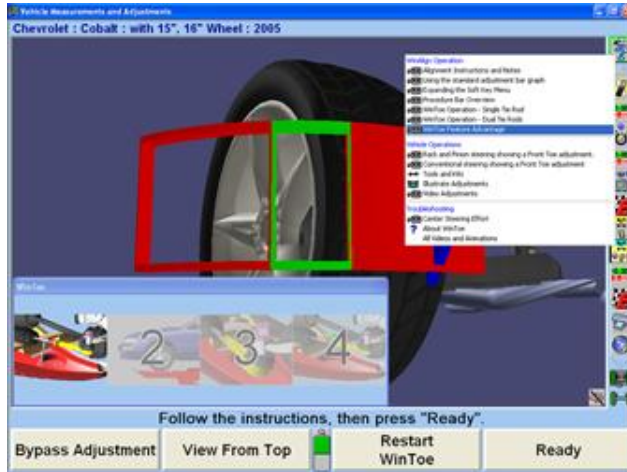 Vehicle Measurements and Adjustments
Chevrolet : Cobalt : with 15", 16" Wheel : 2005
WinAlign Operation
Alignment Instructions and Notes
Using the standard adjustment bar graph
Expanding the Soft Key Menu
Procedure Bar Overview
WinToe Operation - Single Tie Rod
WinToe Operation - Dual Tie Rods
WinToe Feature Advantage
Vehicle Operations
Rack and Pinion steering showing a Front Toe adjustment.
Conventional steering showing a Front Toe adjustment
Tools and Kits
Illustrate Adjustments
Video Adjustments
Troubleshooting
Center Steering Effort
? About WinToe
All Videos and Animations
WinToe
2 3 4
Follow the instructions, then press "Ready".
Bypass Adjustment
View From Top
Restart
WinToe
Ready